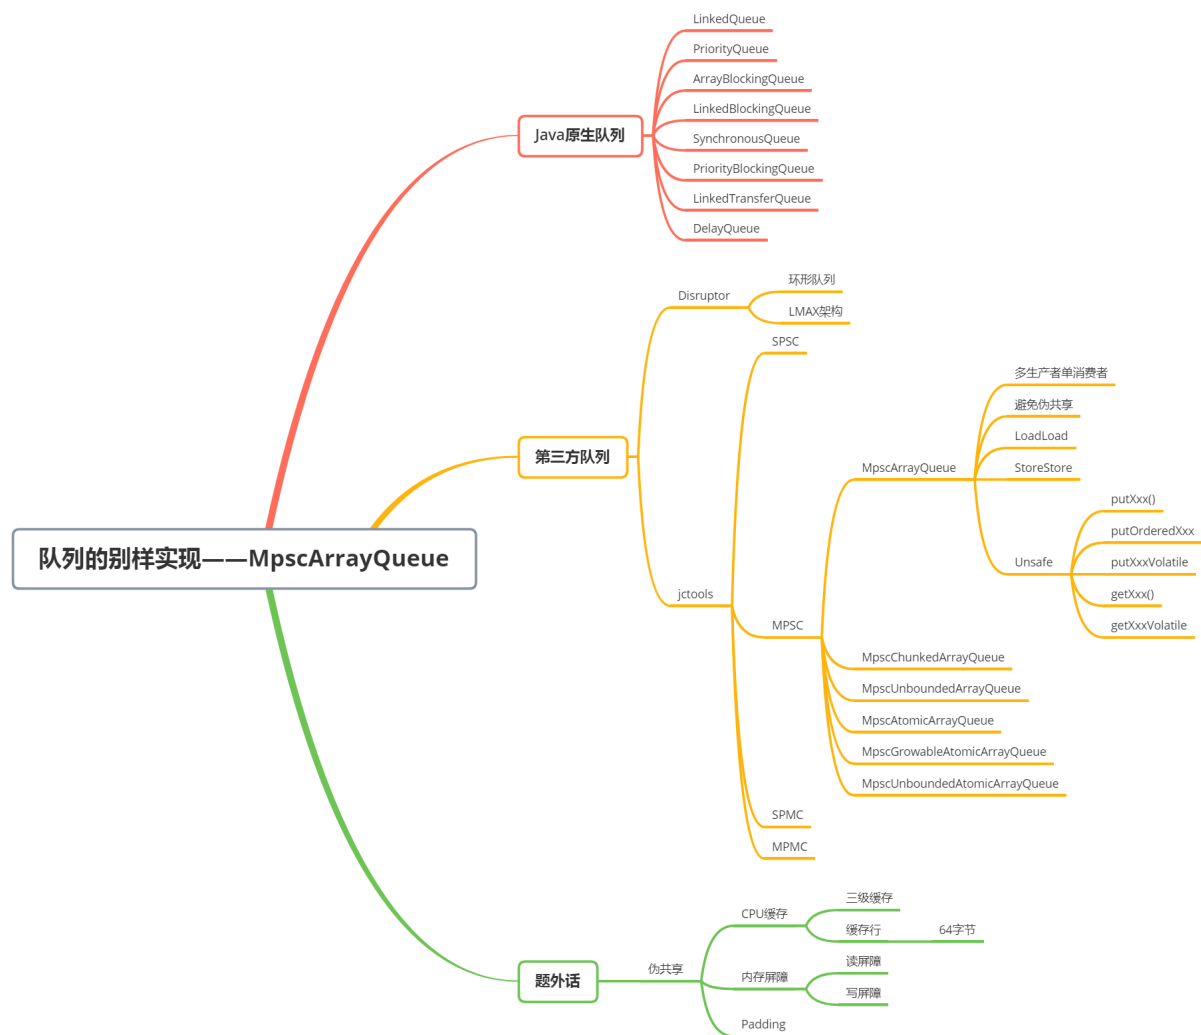 队列的别样实现——MpscArrayQueue
Java原生队列
LinkedQueue
PriorityQueue
ArrayBlockingQueue
LinkedBlockingQueue
SynchronousQueue
PriorityBlockingQueue
LinkedTransferQueue
DelayQueue
第三方队列
Disruptor
环形队列
LMAX架构
jctools
SPSC
MPSC
MpscArrayQueue
多生产者单消费者
避免伪共享
LoadLoad
StoreStore
Unsafe
putXxx()
putOrderedXxx
putXxxVolatile
getXxx()
getXxxVolatile
MpscChunkedArrayQueue
MpscUnboundedArrayQueue
MpscAtomicArrayQueue
MpscGrowableAtomicArrayQueue
MpscUnboundedAtomicArrayQueue
SPMC
MPMC
题外话
伪共享
CPU缓存
三级缓存
缓存行
64字节
内存屏障
读屏障
写屏障
Padding